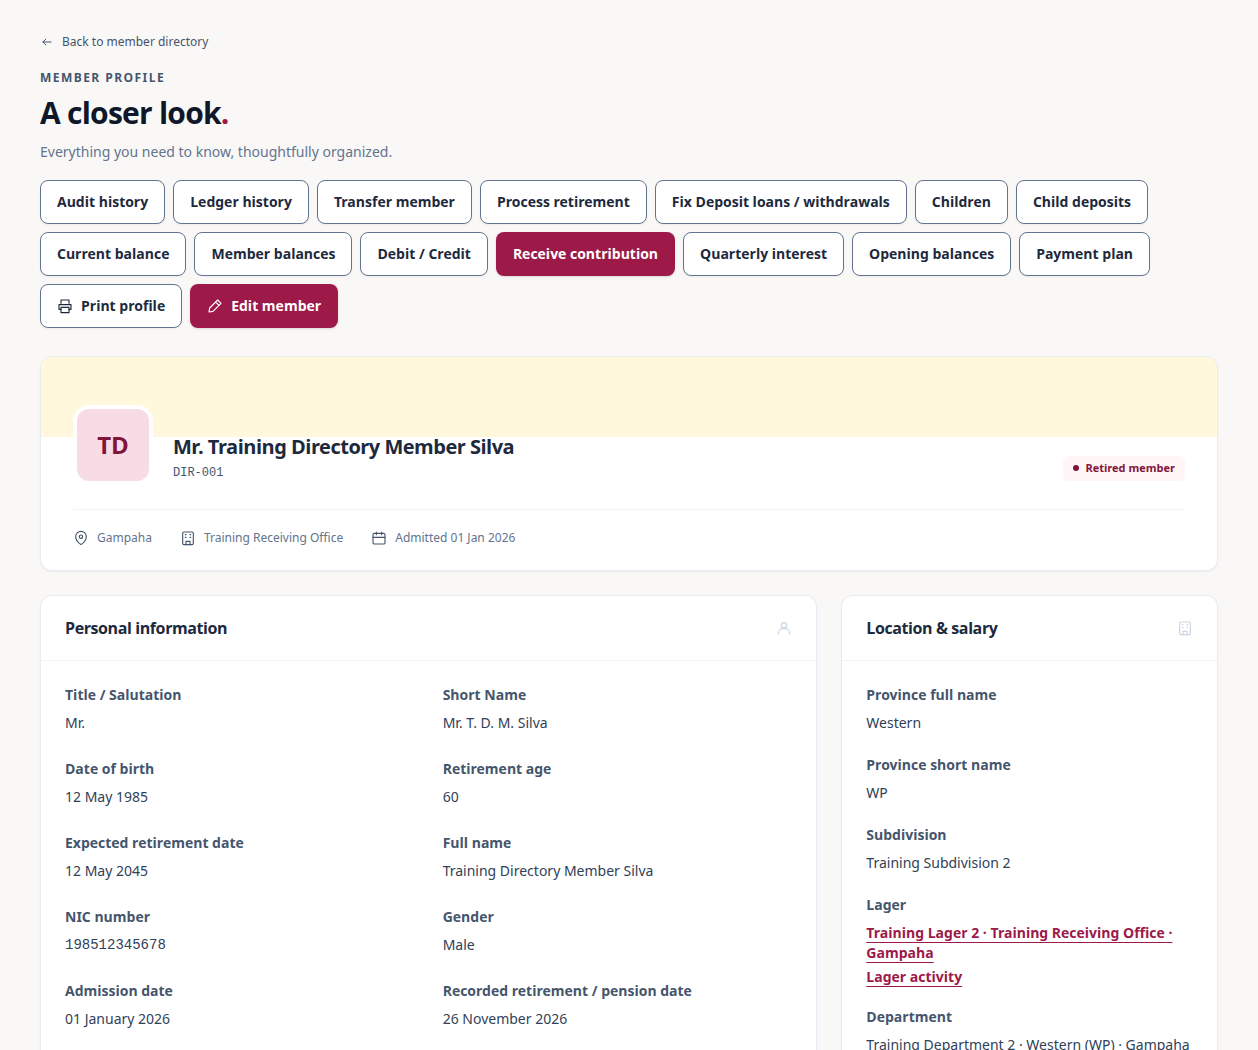 Back to member directory
MEMBER PROFILE
A closer look.
Everything you need to know, thoughtfully organized.
Audit history
Ledger history
Transfer member
Process retirement
Fix Deposit loans / withdrawals
Children
Child deposits
Current balance
Member balances
Debit / Credit
Receive contribution
Quarterly interest
Opening balances
Payment plan
Print profile
Edit member
TD
Mr. Training Directory Member Silva
DIR-001
Retired member
Gampaha
Training Receiving Office
Admitted 01 Jan 2026
Personal information
Title / Salutation
Mr.
Short Name
Mr. T. D. M. Silva
Date of birth
12 May 1985
Retirement age
60
Expected retirement date
12 May 2045
Full name
Training Directory Member Silva
NIC number
198512345678
Gender
Male
Admission date
01 January 2026
Recorded retirement / pension date
26 November 2026
Location & salary
Province full name
Western
Province short name
WP
Subdivision
Training Subdivision 2
Lager
Training Lager 2 · Training Receiving Office ·
Gampaha
Lager activity
Department
Training Department 2 · Western (WP) · Gampaha